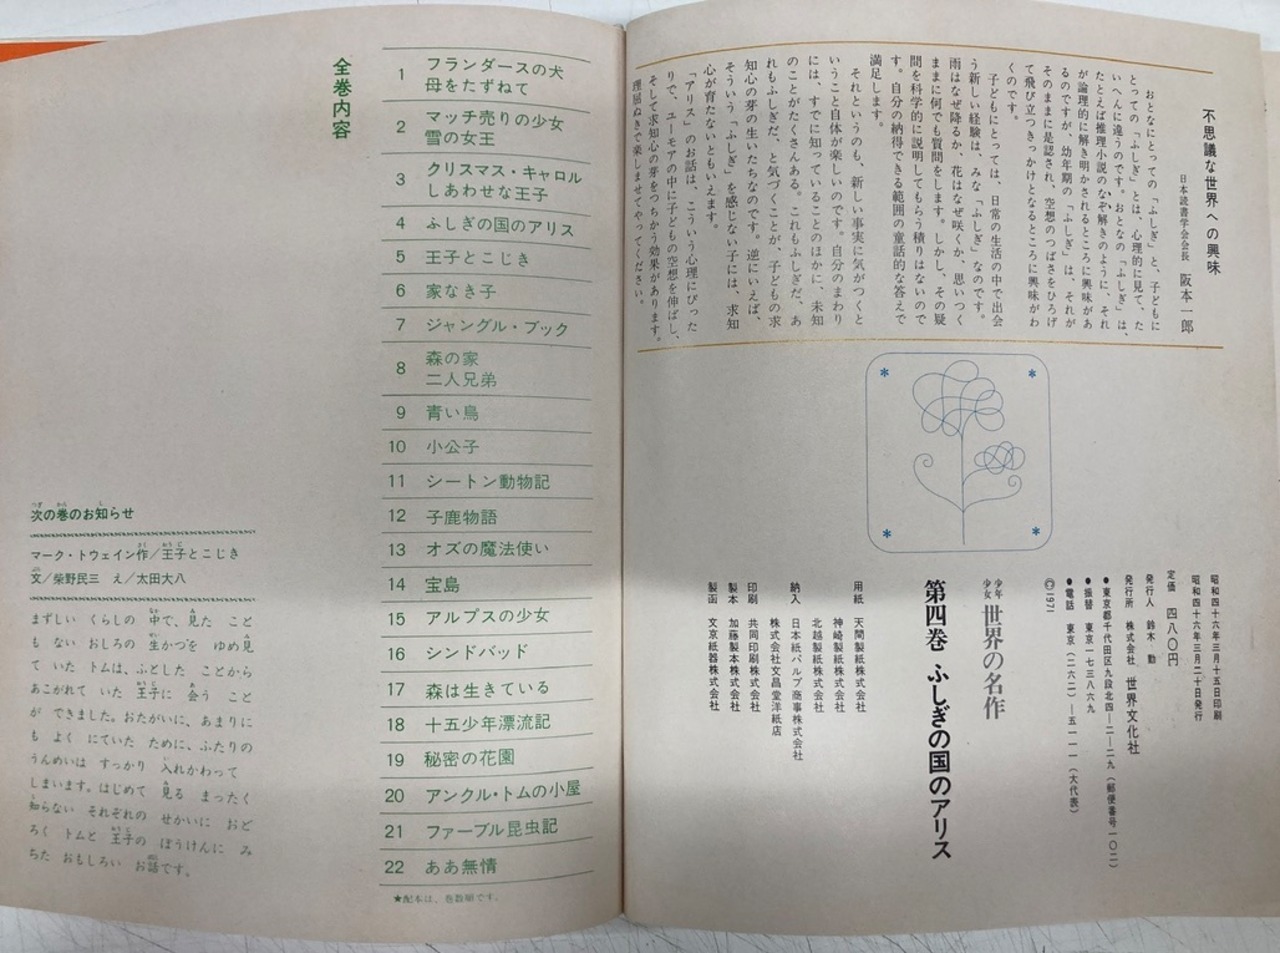 不思議な世界への興味
日本読書学会会長 阪本一郎
おとなにとっての「ふしぎ」と、子どもに
とっての「ふしぎ」とは、心理的に見て、た
いへんに違うのです。おとなの「ふしぎ」は、
たとえば推理小説のなぞ解きのように、それ
が論理的に解き明かされるところに興味があ
るのですが、幼年期の「ふしぎ」は、それが
そのままに是認され、空想のつばさをひろげ
て飛び立つきっかけとなるところに興味がわ
くのです。
子どもにとっては、日常の生活の中で出会
う新しい経験は、みな「ふしぎ」なのです。
雨はなぜ降るか、花はなぜ咲くか、思いつく
ままに何でも質問をします。しかし、その疑
問を科学的に説明してもらう積りはないので
す。自分の納得できる範囲の童話的な答えで
満足します。
それというのも、新しい事実に気がつくと
いうこと自体が楽しいのです。自分のまわり
には、すでに知っていることのほかに、未知
のことがたくさんある。これもふしぎだ、あ
れもふしぎだ、と気づくことが、子どもの求
知心の芽の生いたちなのです。逆にいえば、
そういう「ふしぎ」を感じない子には、求知
心が育たないともいえます。
「アリス」のお話は、こういう心理にぴった
りで、ユーモアの中に子どもの空想を伸ばし、
そして求知心の芽をつちかう効果があります。
理屈ぬきで楽しませてやってください。
昭和四十六年三月十五日印刷
昭和四十六年三月二十日発行
定価 四八〇円
発行人 鈴木 勤
発行所 株式会社 世界文化社
●東京都千代田区九段北四—二—二九(郵便番号一〇二)
●振替 東京一七三八六九
●電話 東京(二六二)—五一一一(大代表)
©1971
少年少女世界の名作
第四巻 ふしぎの国のアリス
用紙 天間製紙株式会社
神崎製紙株式会社
北越製紙株式会社
納入 日本紙パルプ商事株式会社
株式会社文昌堂洋紙店
印刷 共同印刷株式会社
製本 加藤製本株式会社
製函 文京紙器株式会社
全巻内容
1 フランダースの犬
母をたずねて
2 マッチ売りの少女
雪の女王
3 クリスマス・キャロル
しあわせな王子
4 ふしぎの国のアリス
5 王子とこじき
6 家なき子
7 ジャングル・ブック
8 森の家
二人兄弟
9 青い鳥
10 小公子
11 シートン動物記
12 子鹿物語
13 オズの魔法使い
14 宝島
15 アルプスの少女
16 シンドバッド
17 森は生きている
18 十五少年漂流記
19 秘密の花園
20 アンクル・トムの小屋
21 ファーブル昆虫記
22 ああ無情
★配本は、巻数順です。
次の巻のお知らせ
マーク・トウェイン作/王子とこじき
文/柴野民三 え/太田大八
まずしい くらしの 中で、見た こと
も ない おしろの 生かつを ゆめ見
て いた トムは、ふとした ことから
あこがれて いた 王子に 会う こと
が できました。おたがいに、あまりに
も よく にていた ために、ふたりの
うんめいは すっかり 入れかわって
しまいます。はじめて 見る まったく
知らない それぞれの せかいに おど
ろく トムと 王子の ぼうけんに み
ちた おもしろい お話です。